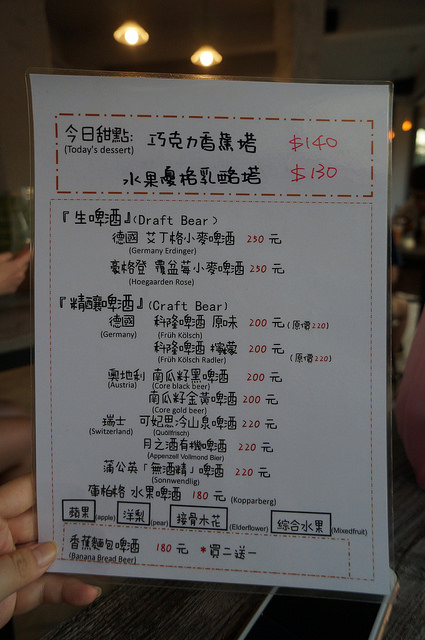 今日甜點: 巧克力香蕉塔 $140
(Today's dessert)
水果優格乳酪塔 $130
『生啤酒』(Draft Bear)
德國 艾丁格小麥啤酒 250 元
(Germany Erdinger)
豪格登 覆盆莓小麥啤酒 250 元
(Hoegaarden Rose)
『精釀啤酒』(Craft Bear)
德國 科隆啤酒 原味 200 元 (原價220)
(Germany) (Früh Kölsch)
科隆啤酒 檸檬 200 元 (原價220)
(Früh Kölsch Radler)
奧地利 南瓜籽黑啤酒 200 元
(Austria) (Core black beer)
南瓜籽金黃啤酒 200 元
(Core gold beer)
瑞士 可妃思冷山泉啤酒 220 元
(Switzerland) (Quöllfrisch)
月之酒有機啤酒 220 元
(Appenzell Vollmond Bier)
蒲公英「無酒精」啤酒 220 元
(Sonnwendlig)
蔻柏格 水果啤酒 180 元 (Kopparberg)
蘋果 (apple) 洋梨 (pear) 接骨木花 (Elderflower) 綜合水果 (Mixedfruit)
香蕉麵包啤酒 180 元 *買二送一
(Banana Bread Beer)